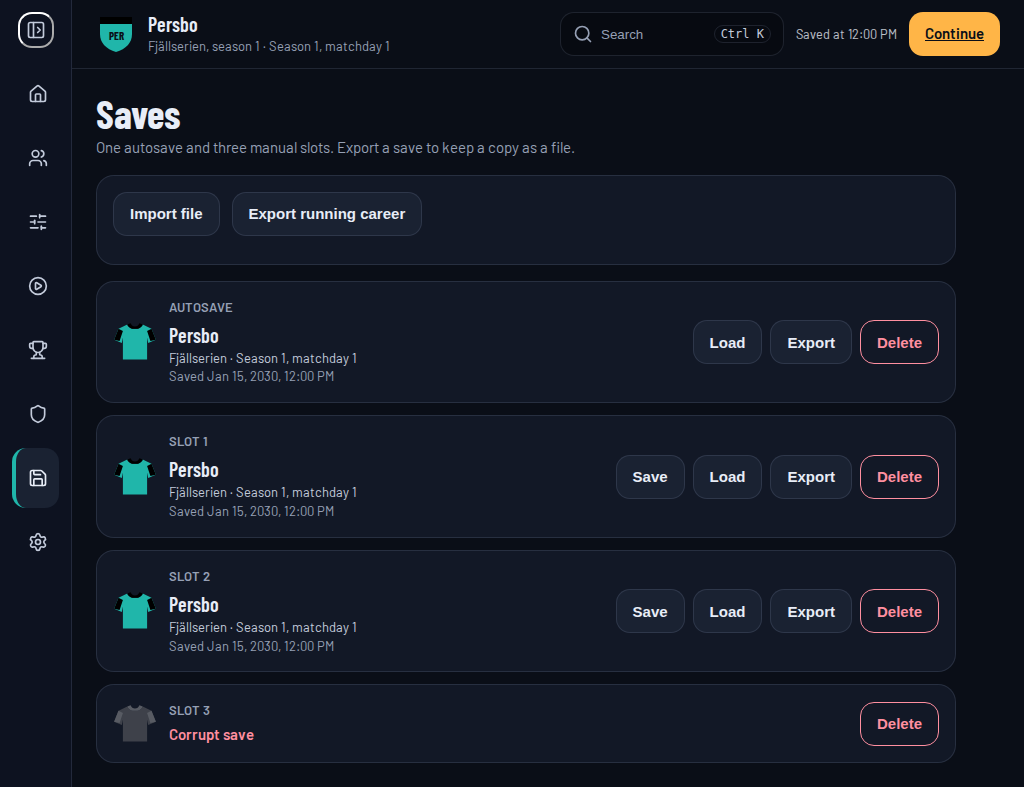 PER
Persbo
Fjällserien, season 1 · Season 1, matchday 1
Search
Ctrl K
Saved at 12:00 PM
Continue
Saves
One autosave and three manual slots. Export a save to keep a copy as a file.
Import file
Export running career
AUTOSAVE
Persbo
Fjällserien · Season 1, matchday 1
Saved Jan 15, 2030, 12:00 PM
Load
Export
Delete
SLOT 1
Persbo
Fjällserien · Season 1, matchday 1
Saved Jan 15, 2030, 12:00 PM
Save
Load
Export
Delete
SLOT 2
Persbo
Fjällserien · Season 1, matchday 1
Saved Jan 15, 2030, 12:00 PM
Save
Load
Export
Delete
SLOT 3
Corrupt save
Delete